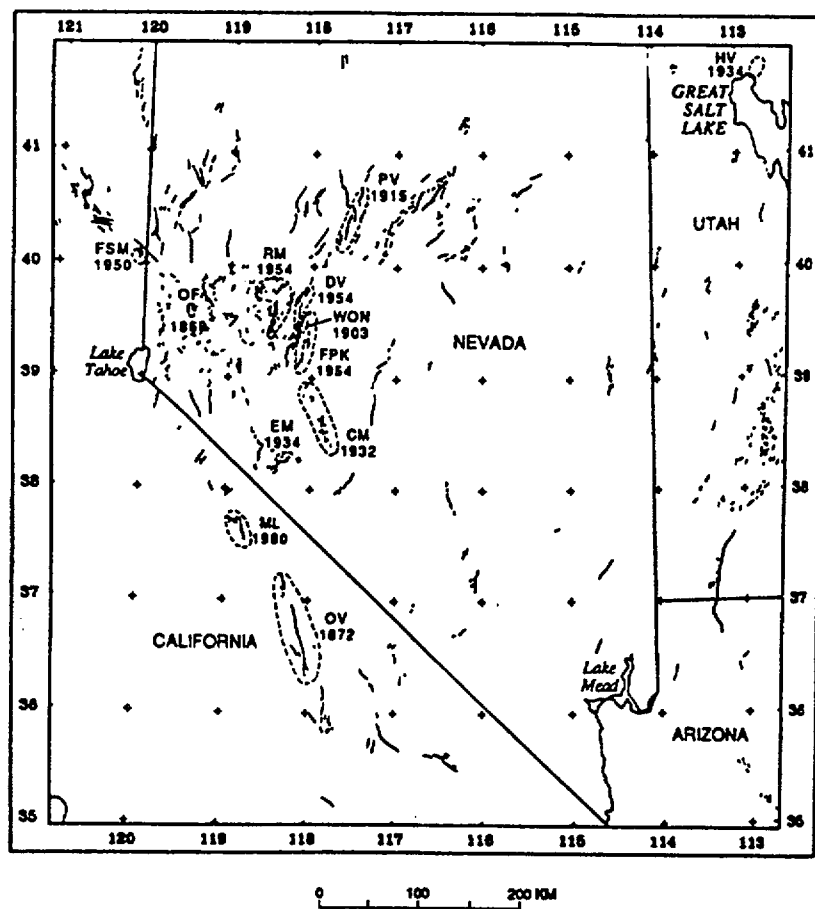 121 120 119 118 117 116 115 114 113
HV
1934
GREAT
SALT
LAKE
41 41
PV
1915
UTAH
FSM
1950
RM
1954
40 40
DV
1954
OF
WON
1903
NEVADA
Lake
Tahoe
FPK
1954
39 39
EM
1934
CM
1932
38 38
ML
1980
37 37
OV
1872
CALIFORNIA
Lake
Mead
36 36
ARIZONA
35 35
120 119 118 117 116 115 114 113
0 100 200 KM